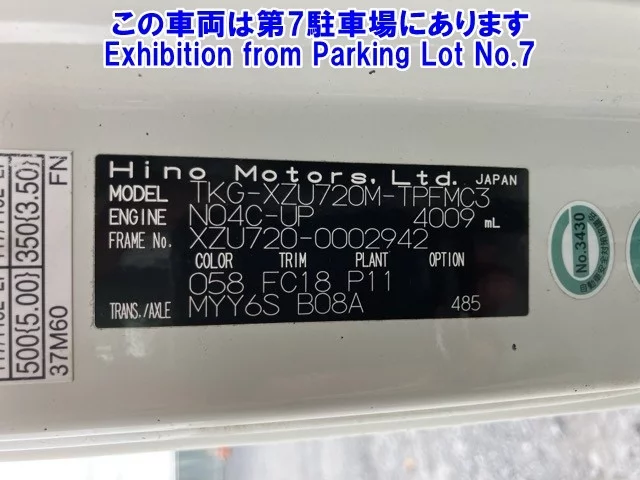 この車両は第7駐車場にあります
Exhibition from Parking Lot No.7
Hino Motors, Ltd. JAPAN
MODEL TKG-XZU720M-TPFMC3
ENGINE N04C-UP 4009 mL
FRAME No. XZU720-0002942
COLOR TRIM PLANT OPTION
058 FC18 P11
TRANS./AXLE MYY6S B08A 485
500{5.00} 350{3.50} FN
37M60
No.3430